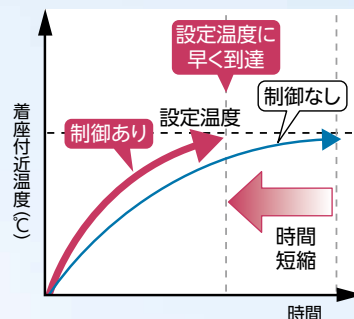 設定温度に
早く到達
制御なし
設定温度
制御あり
着座付近温度(℃)
時間
短縮
時間